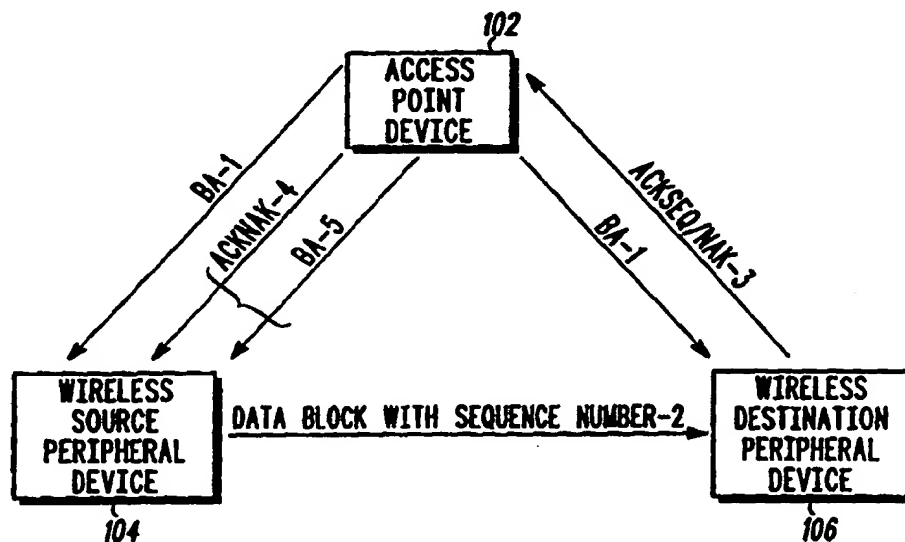 102
ACCESS
POINT
DEVICE
BA-1
ACKNAK-4
BA-5
BA-1
ACKSEQ/NAK-3
WIRELESS
SOURCE
PERIPHERAL
DEVICE
104
DATA BLOCK WITH SEQUENCE NUMBER-2
WIRELESS
DESTINATION
PERIPHERAL
DEVICE
106